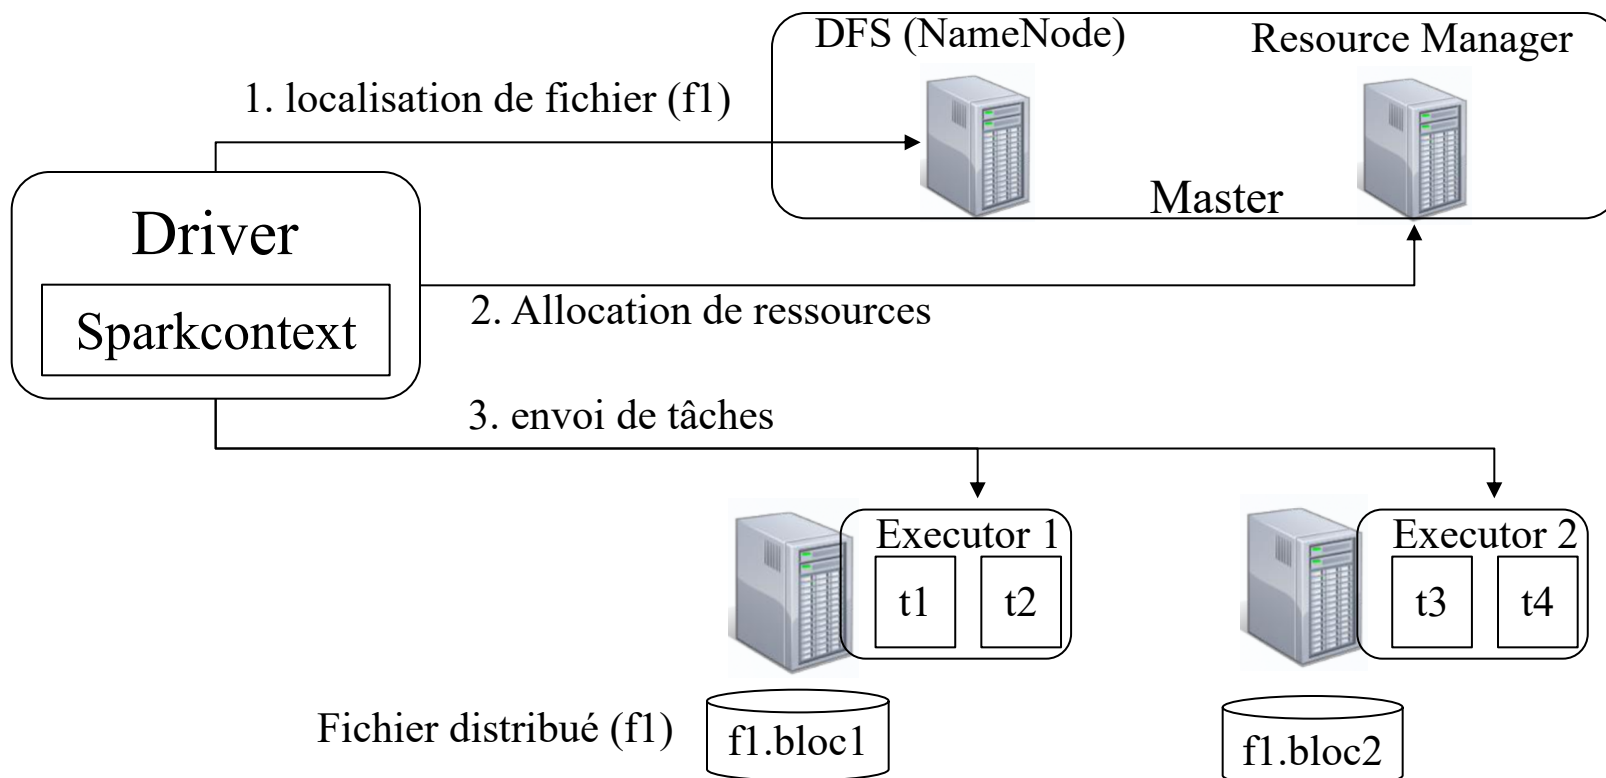 DFS (NameNode)
Resource Manager
1. localisation de fichier (f1)
Master
Driver
Sparkcontext
2. Allocation de ressources
3. envoi de tâches
Executor 1
t1
t2
Executor 2
t3
t4
Fichier distribué (f1)
f1.bloc1
f1.bloc2